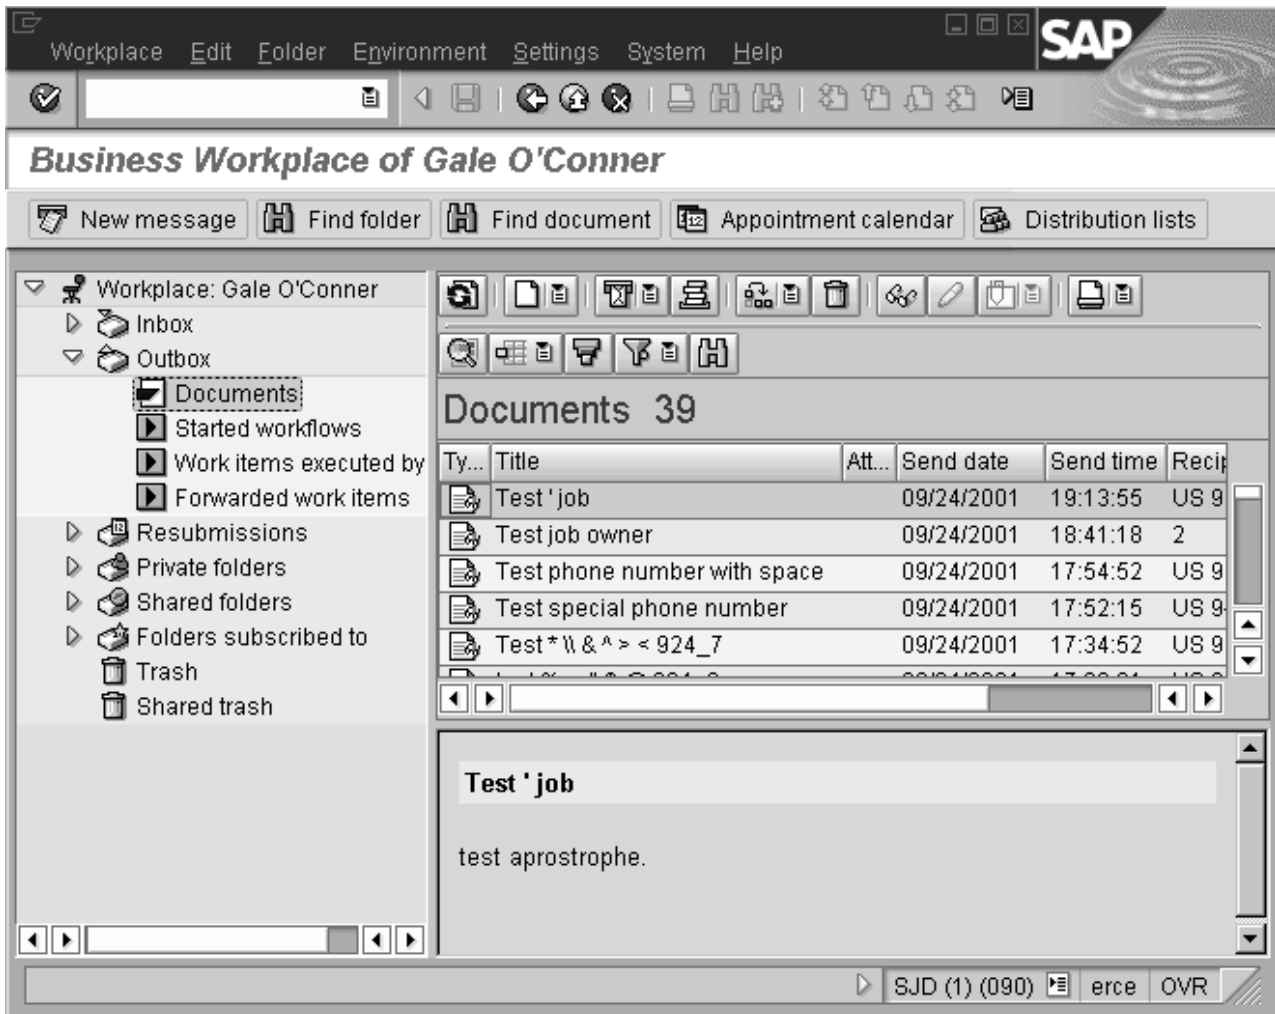 SAP
Workplace Edit Folder Environment Settings System Help
Business Workplace of Gale O'Conner
New message Find folder Find document Appointment calendar Distribution lists
Workplace: Gale O'Conner
Inbox
Outbox
Documents
Started workflows
Work items executed by
Forwarded work items
Resubmissions
Private folders
Shared folders
Folders subscribed to
Trash
Shared trash
Documents 39
Ty... Title Att... Send date Send time Recip
Test ' job 09/24/2001 19:13:55 US 9
Test job owner 09/24/2001 18:41:18 2
Test phone number with space 09/24/2001 17:54:52 US 9
Test special phone number 09/24/2001 17:52:15 US 9-
Test * \\ & ^ > < 924_7 09/24/2001 17:34:52 US 9
Test ' job
test aprostrophe.
SJD (1) (090) erce OVR